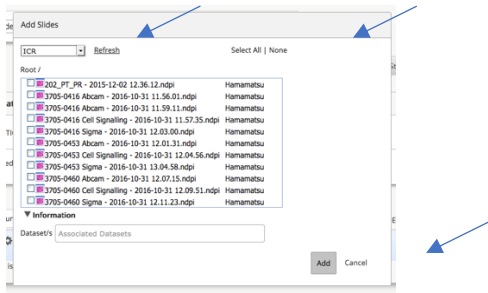 Add Slides
ICR Refresh Select All | None
Root /
202_PT_PR - 2015-12-02 12.36.12.ndpi Hamamatsu
3705-0416 Abcam - 2016-10-31 11.56.01.ndpi Hamamatsu
3705-0416 Abcam - 2016-10-31 11.59.11.ndpi Hamamatsu
3705-0416 Cell Signalling - 2016-10-31 11.57.35.ndpi Hamamatsu
3705-0416 Sigma - 2016-10-31 12.03.00.ndpi Hamamatsu
3705-0453 Abcam - 2016-10-31 12.01.31.ndpi Hamamatsu
3705-0453 Cell Signalling - 2016-10-31 12.04.56.ndpi Hamamatsu
3705-0453 Sigma - 2016-10-31 13.04.58.ndpi Hamamatsu
3705-0460 Abcam - 2016-10-31 12.07.15.ndpi Hamamatsu
3705-0460 Cell Signalling - 2016-10-31 12.09.51.ndpi Hamamatsu
3705-0460 Sigma - 2016-10-31 12.11.23.ndpi Hamamatsu
Information
Dataset/s Associated Datasets
Add Cancel